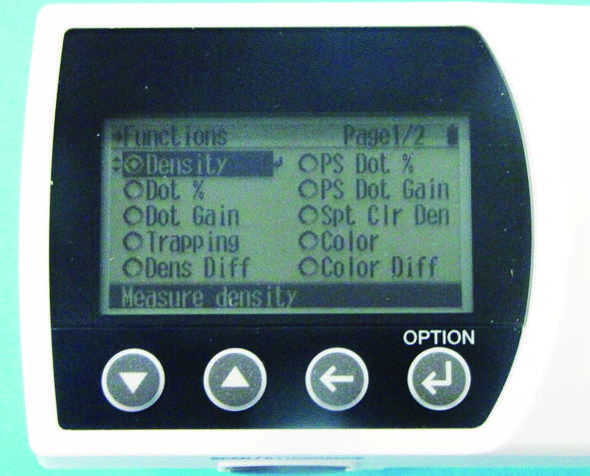 Functions Page1/2
Density PS Dot %
Dot % PS Dot Gain
Dot Gain Spt Clr Den
Trapping Color
Dens Diff Color Diff
Measure density
OPTION